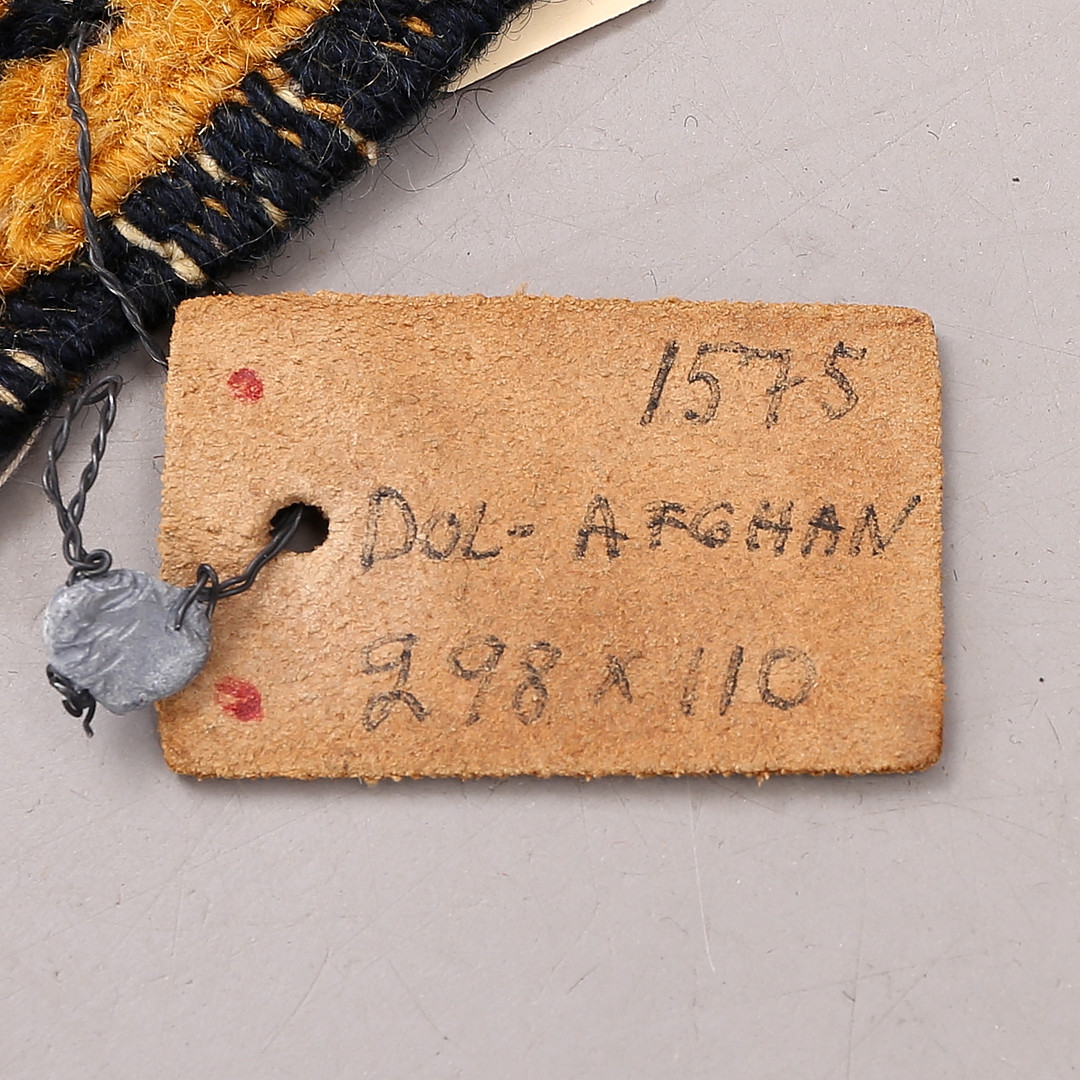 1575
DOL- AFGHAN
298 x 110